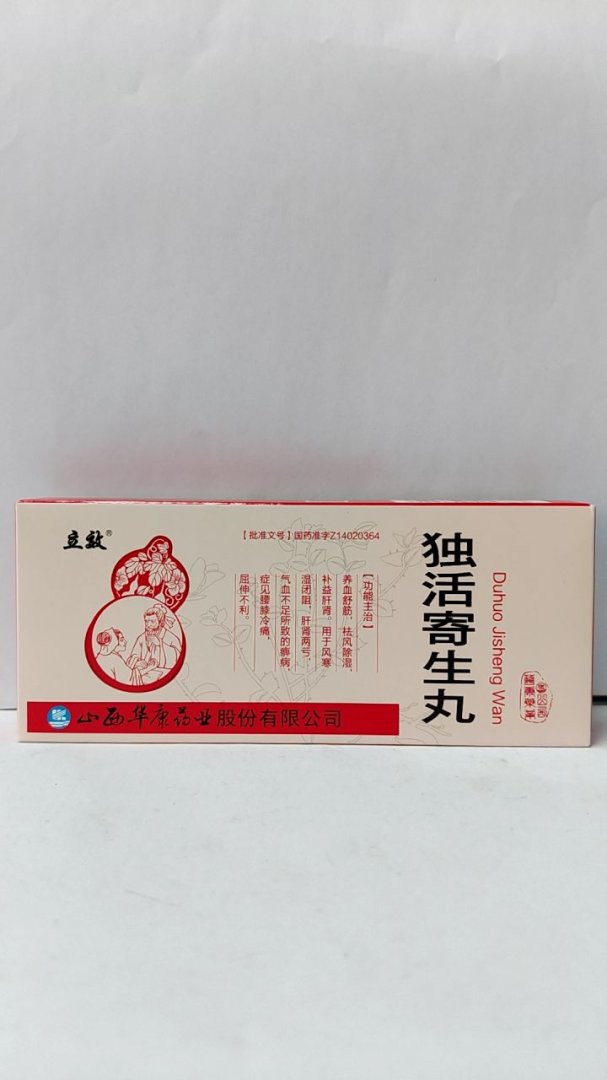 立效®
【批准文号】国药准字Z14020364
独活寄生丸
Duhuo Jisheng Wan
【功能主治】
养血舒筋，祛风除湿，
补益肝肾。用于风寒
湿闭阻，肝肾两亏，
气血不足所致的痹病，
症见腰膝冷痛，
屈伸不利。
山西华康药业股份有限公司